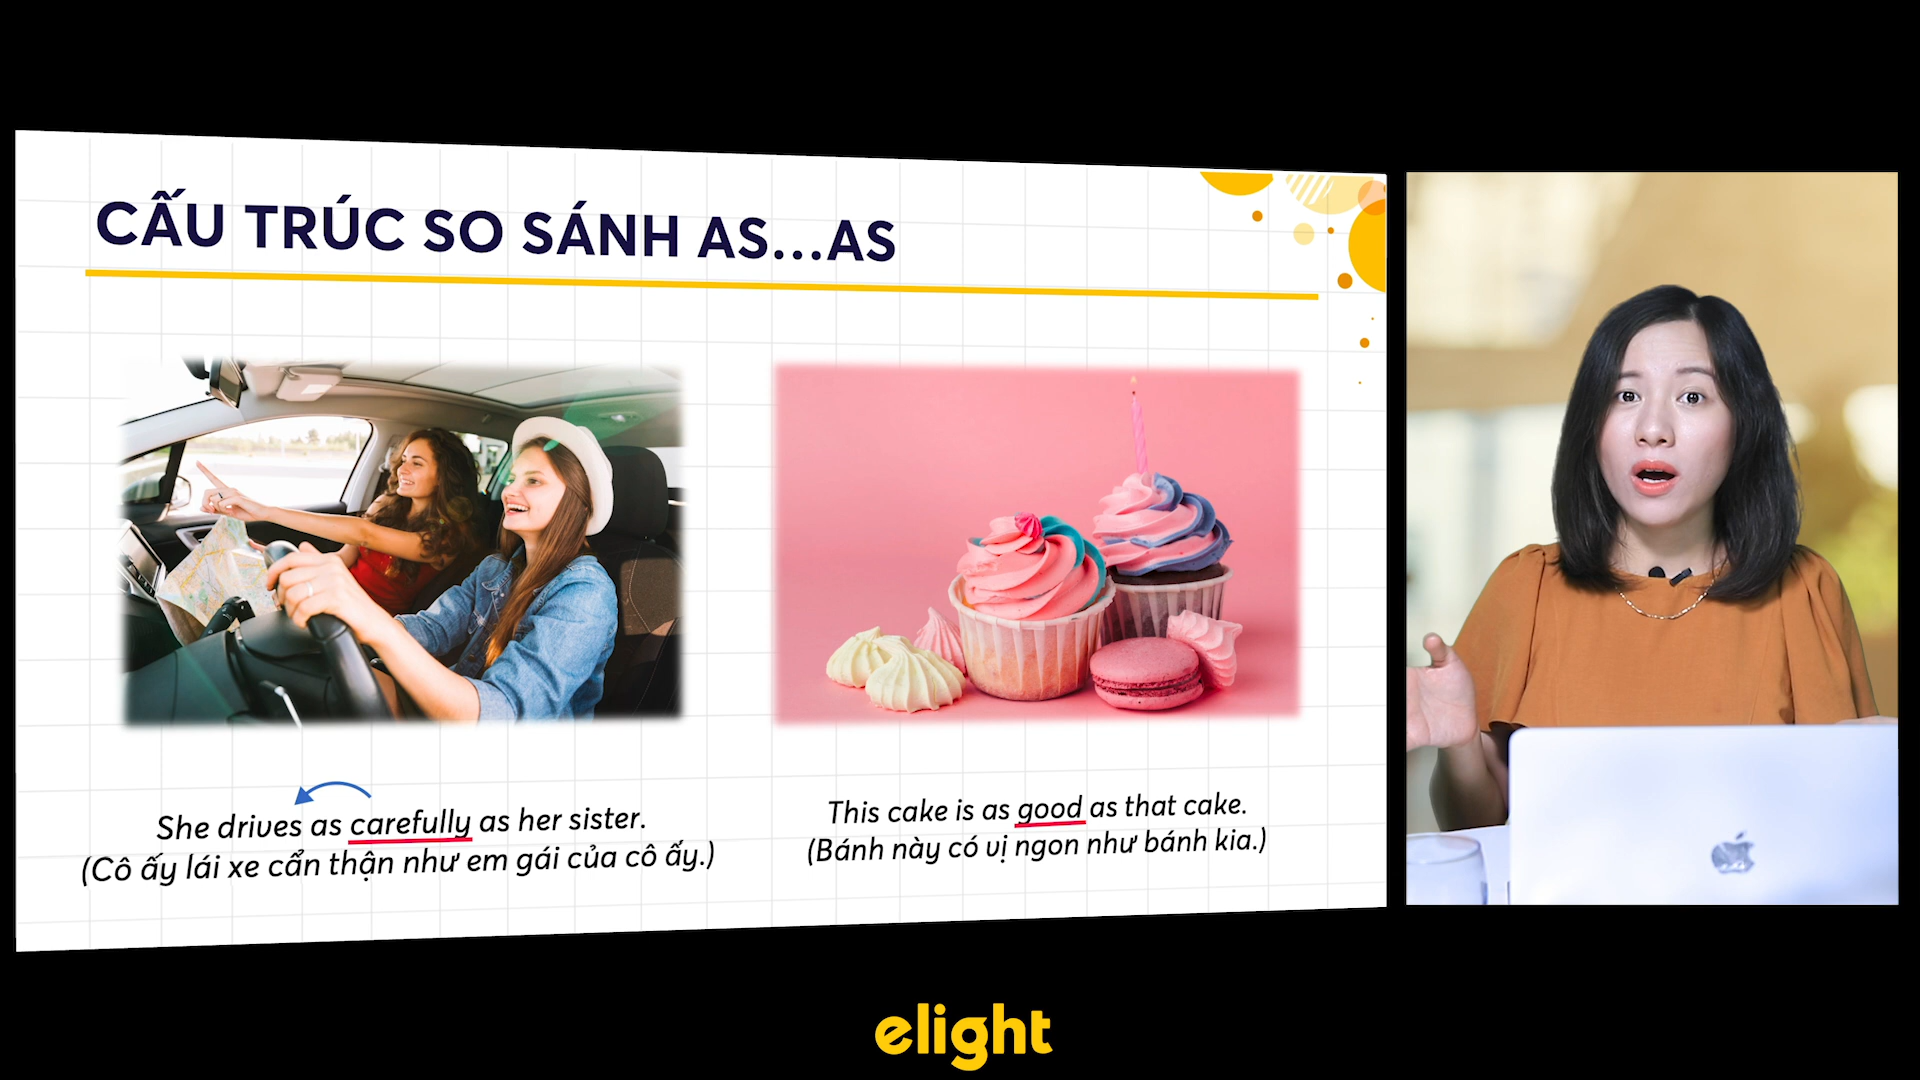 CẤU TRÚC SO SÁNH AS...AS
She drives as carefully as her sister.
(Cô ấy lái xe cẩn thận như em gái của cô ấy.)
This cake is as good as that cake.
(Bánh này có vị ngon như bánh kia.)
elight